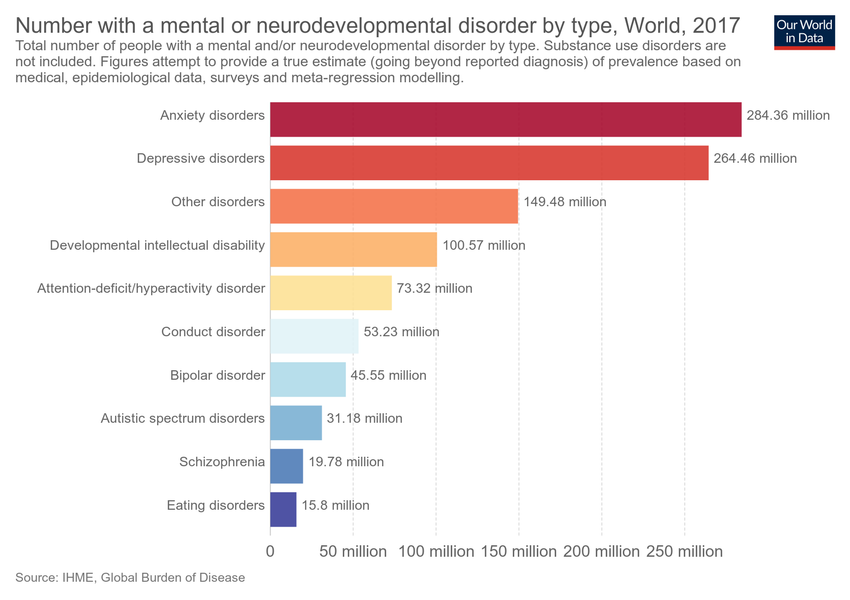 Number with a mental or neurodevelopmental disorder by type, World, 2017
Our World
in Data
Total number of people with a mental and/or neurodevelopmental disorder by type. Substance use disorders are
not included. Figures attempt to provide a true estimate (going beyond reported diagnosis) of prevalence based on
medical, epidemiological data, surveys and meta-regression modelling.
Anxiety disorders 284.36 million
Depressive disorders 264.46 million
Other disorders 149.48 million
Developmental intellectual disability 100.57 million
Attention-deficit/hyperactivity disorder 73.32 million
Conduct disorder 53.23 million
Bipolar disorder 45.55 million
Autistic spectrum disorders 31.18 million
Schizophrenia 19.78 million
Eating disorders 15.8 million
0 50 million 100 million 150 million 200 million 250 million
Source: IHME, Global Burden of Disease